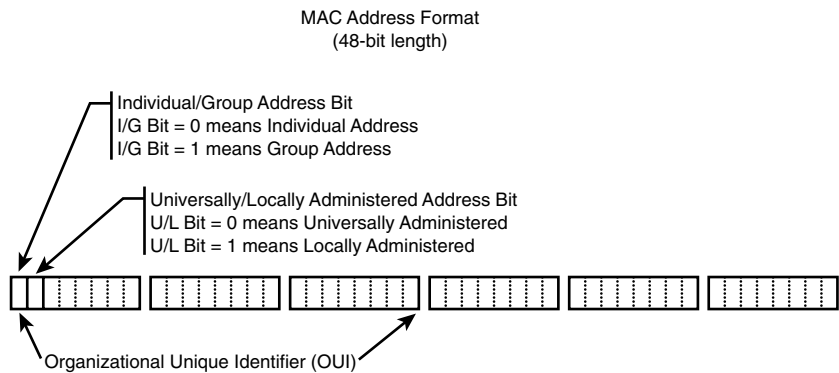 MAC Address Format
(48-bit length)
Individual/Group Address Bit
I/G Bit = 0 means Individual Address
I/G Bit = 1 means Group Address
Universally/Locally Administered Address Bit
U/L Bit = 0 means Universally Administered
U/L Bit = 1 means Locally Administered
Organizational Unique Identifier (OUI)